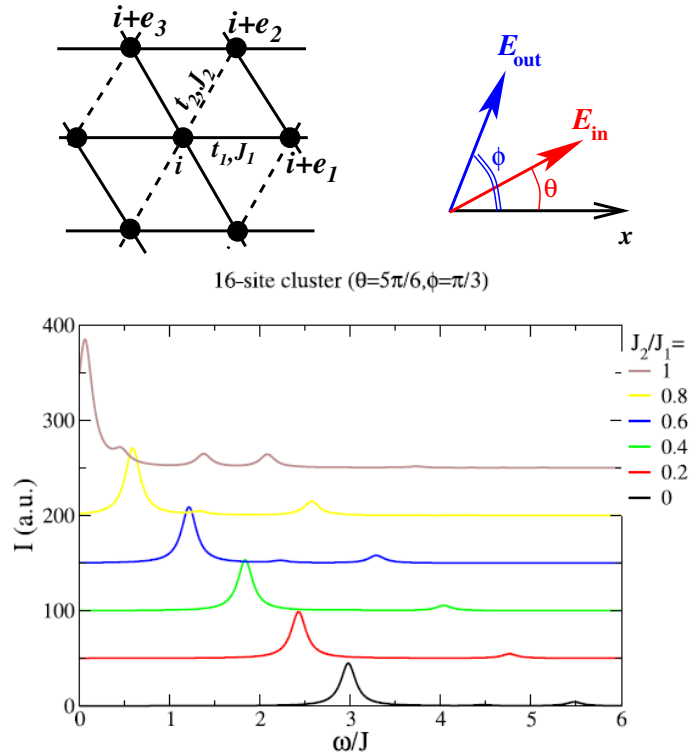 i+e3 i+e2
t2,J2
t1,J1
i
i+e1
Eout
Ein
ϕ
θ
x
16-site cluster (θ=5π/6,ϕ=π/3)
I (a.u.)
400
300
200
100
0
0 1 2 3 4 5 6
ω/J
J2/J1=
1
0.8
0.6
0.4
0.2
0